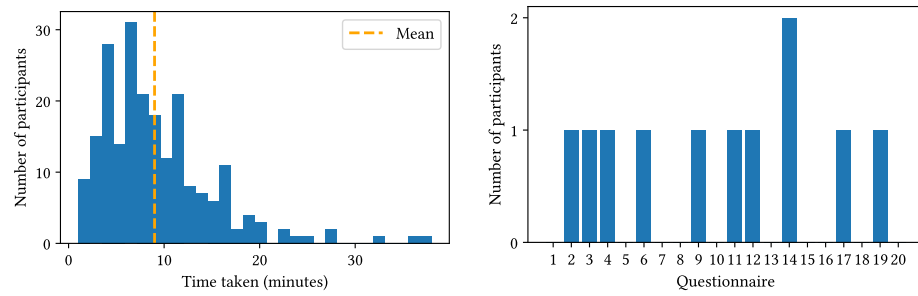 Number of participants
30
20
10
0
Mean
0 10 20 30
Time taken (minutes)
Number of participants
2
1
0
1 2 3 4 5 6 7 8 9 10 11 12 13 14 15 16 17 18 19 20
Questionnaire